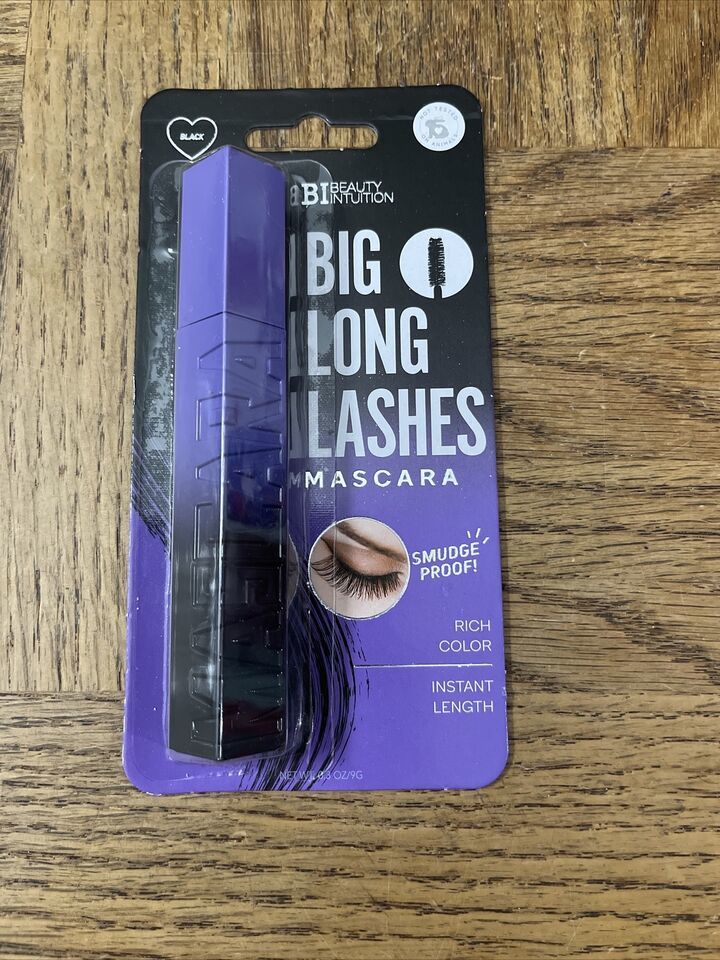 BLACK
NOT TESTED
ON ANIMALS
BI BEAUTY
INTUITION
BIG
LONG
LASHES
MASCARA
SMUDGE
PROOF!
RICH
COLOR
INSTANT
LENGTH
MASCARA
NET WT. 0.3 OZ/9G